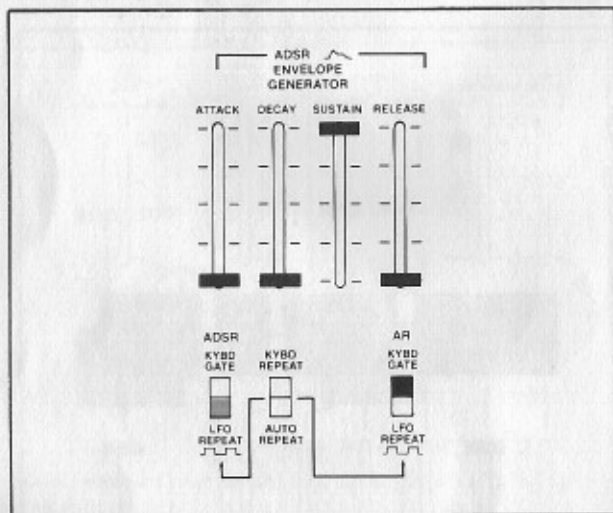 ADSR
ENVELOPE
GENERATOR
ATTACK DECAY SUSTAIN RELEASE
ADSR AR
KYBD GATE KYBD REPEAT KYBD GATE
LFO REPEAT AUTO REPEAT LFO REPEAT